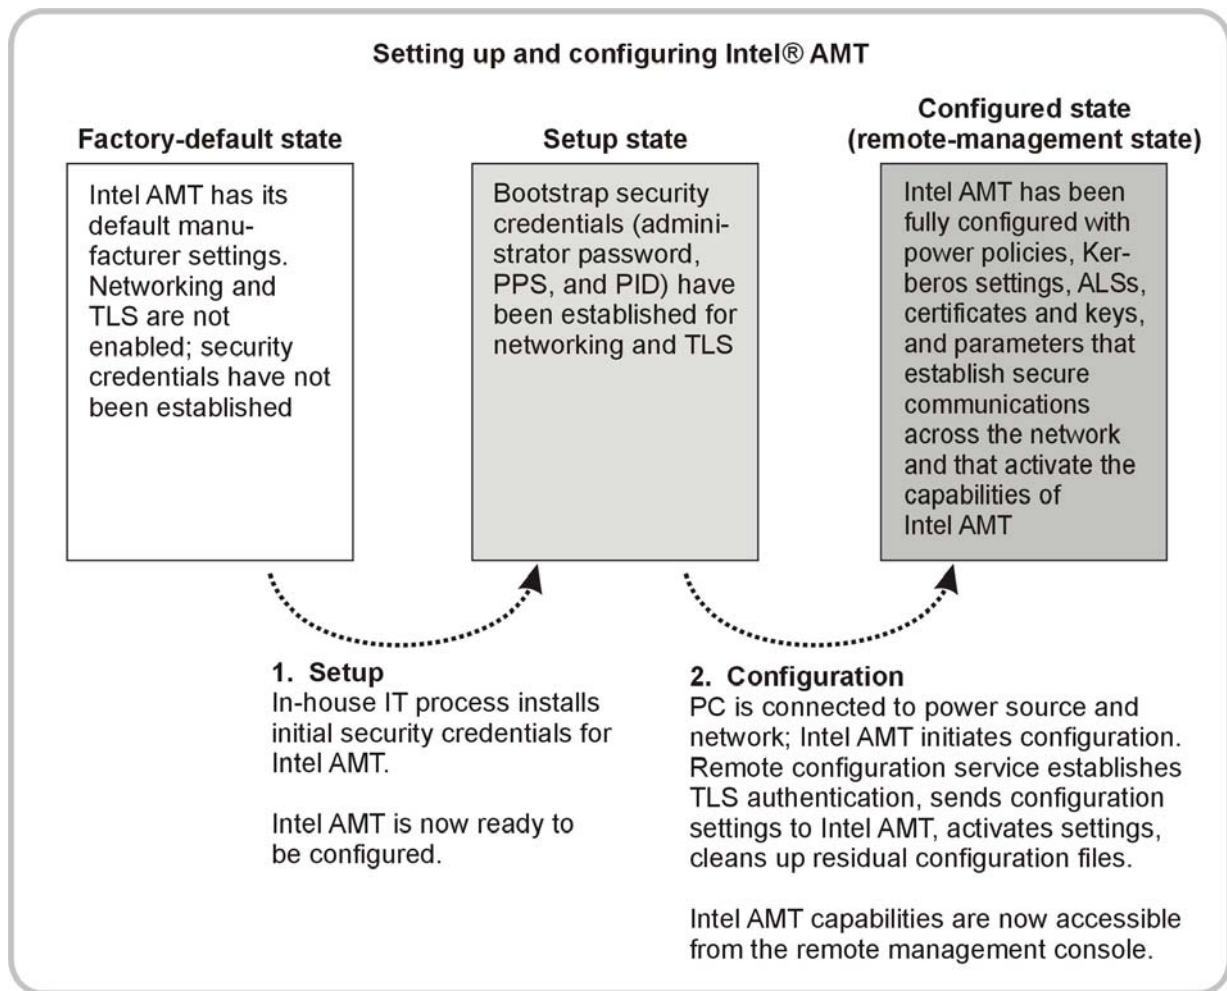 Setting up and configuring Intel® AMT
Factory-default state
Intel AMT has its
default manu-
facturer settings.
Networking and
TLS are not
enabled; security
credentials have not
been established
Setup state
Bootstrap security
credentials (admini-
strator password,
PPS, and PID) have
been established for
networking and TLS
Configured state
(remote-management state)
Intel AMT has been
fully configured with
power policies, Ker-
beros settings, ALSs,
certificates and keys,
and parameters that
establish secure
communications
across the network
and that activate the
capabilities of
Intel AMT
1. Setup
In-house IT process installs
initial security credentials for
Intel AMT.
Intel AMT is now ready to
be configured.
2. Configuration
PC is connected to power source and
network; Intel AMT initiates configuration.
Remote configuration service establishes
TLS authentication, sends configuration
settings to Intel AMT, activates settings,
cleans up residual configuration files.
Intel AMT capabilities are now accessible
from the remote management console.